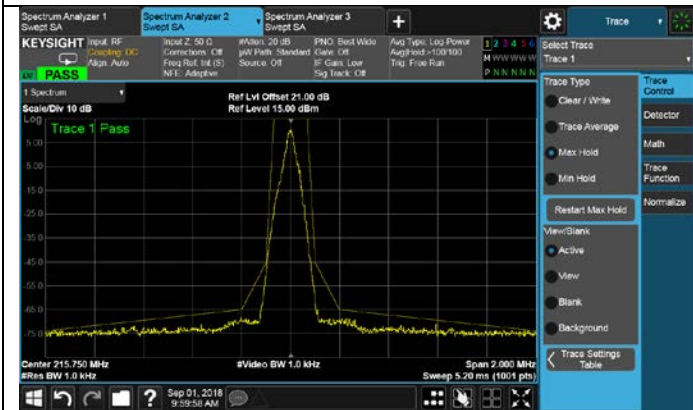 Spectrum Analyzer 1
Swept SA
Spectrum Analyzer 2
Swept SA
Spectrum Analyzer 3
Swept SA
+
Trace
KEYSIGHT
Input: RF
Coupling: DC
Align: Auto
Input Z: 50 Ω
Corrections: Off
Freq Ref: Int (S)
NFE: Adaptive
#Atten: 20 dB
µW Path: Standard
Source: Off
PNO: Best Wide
Gate: Off
IF Gain: Low
Sig Track: Off
Avg Type: Log-Power
Avg|Hold:>100/100
Trig: Free Run
1 2 3 4 5 6
M W W W W W
P N N N N N
PASS
1 Spectrum
Scale/Div 10 dB
Ref Lvl Offset 21.00 dB
Ref Level 15.00 dBm
Log
Trace 1 Pass
5.00
-5.00
-15.0
-25.0
-35.0
-45.0
-55.0
-65.0
-75.0
Center 215.750 MHz
#Res BW 1.0 kHz
#Video BW 1.0 kHz
Span 2.000 MHz
Sweep 5.20 ms (1001 pts)
Select Trace
Trace 1
Trace Type
Clear / Write
Trace Average
Max Hold
Min Hold
Restart Max Hold
View/Blank
Active
View
Blank
Background
Trace Settings
Table
Trace
Control
Detector
Math
Trace
Function
Normalize
?
Sep 01, 2018
9:59:58 AM